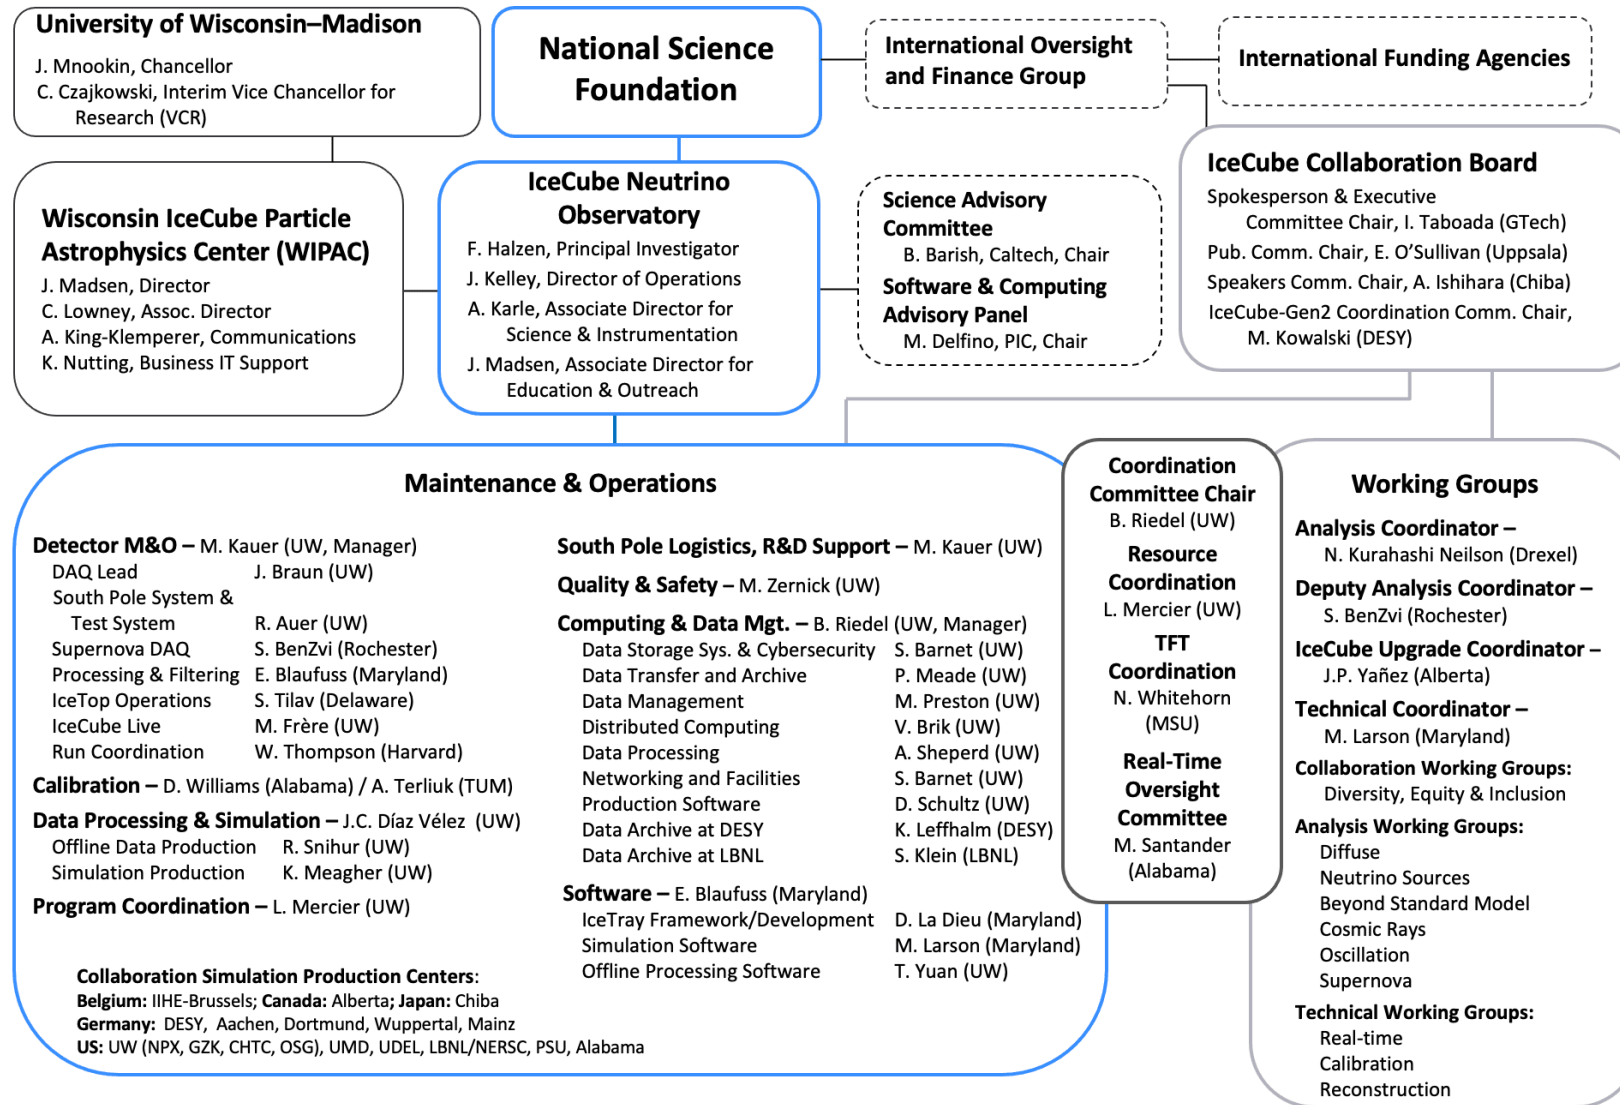 University of Wisconsin–Madison
J. Mnookin, Chancellor
C. Czajkowski, Interim Vice Chancellor for
Research (VCR)
National Science
Foundation
International Oversight
and Finance Group
International Funding Agencies
Wisconsin IceCube Particle
Astrophysics Center (WIPAC)
J. Madsen, Director
C. Lowney, Assoc. Director
A. King-Klemperer, Communications
K. Nutting, Business IT Support
IceCube Neutrino
Observatory
F. Halzen, Principal Investigator
J. Kelley, Director of Operations
A. Karle, Associate Director for
Science & Instrumentation
J. Madsen, Associate Director for
Education & Outreach
Science Advisory
Committee
B. Barish, Caltech, Chair
Software & Computing
Advisory Panel
M. Delfino, PIC, Chair
IceCube Collaboration Board
Spokesperson & Executive
Committee Chair, I. Taboada (GTech)
Pub. Comm. Chair, E. O’Sullivan (Uppsala)
Speakers Comm. Chair, A. Ishihara (Chiba)
IceCube-Gen2 Coordination Comm. Chair,
M. Kowalski (DESY)
Maintenance & Operations
Detector M&O – M. Kauer (UW, Manager)
DAQ Lead J. Braun (UW)
South Pole System &
Test System R. Auer (UW)
Supernova DAQ S. BenZvi (Rochester)
Processing & Filtering E. Blaufuss (Maryland)
IceTop Operations S. Tilav (Delaware)
IceCube Live M. Frère (UW)
Run Coordination W. Thompson (Harvard)
Calibration – D. Williams (Alabama) / A. Terliuk (TUM)
Data Processing & Simulation – J.C. Díaz Vélez (UW)
Offline Data Production R. Snihur (UW)
Simulation Production K. Meagher (UW)
Program Coordination – L. Mercier (UW)
South Pole Logistics, R&D Support – M. Kauer (UW)
Quality & Safety – M. Zernick (UW)
Computing & Data Mgt. – B. Riedel (UW, Manager)
Data Storage Sys. & Cybersecurity S. Barnet (UW)
Data Transfer and Archive P. Meade (UW)
Data Management M. Preston (UW)
Distributed Computing V. Brik (UW)
Data Processing A. Sheperd (UW)
Networking and Facilities S. Barnet (UW)
Production Software D. Schultz (UW)
Data Archive at DESY K. Leffhalm (DESY)
Data Archive at LBNL S. Klein (LBNL)
Software – E. Blaufuss (Maryland)
IceTray Framework/Development D. La Dieu (Maryland)
Simulation Software M. Larson (Maryland)
Offline Processing Software T. Yuan (UW)
Collaboration Simulation Production Centers:
Belgium: IIHE-Brussels; Canada: Alberta; Japan: Chiba
Germany: DESY, Aachen, Dortmund, Wuppertal, Mainz
US: UW (NPX, GZK, CHTC, OSG), UMD, UDEL, LBNL/NERSC, PSU, Alabama
Coordination
Committee Chair
B. Riedel (UW)
Resource
Coordination
L. Mercier (UW)
TFT
Coordination
N. Whitehorn
(MSU)
Real-Time
Oversight
Committee
M. Santander
(Alabama)
Working Groups
Analysis Coordinator –
N. Kurahashi Neilson (Drexel)
Deputy Analysis Coordinator –
S. BenZvi (Rochester)
IceCube Upgrade Coordinator –
J.P. Yañez (Alberta)
Technical Coordinator –
M. Larson (Maryland)
Collaboration Working Groups:
Diversity, Equity & Inclusion
Analysis Working Groups:
Diffuse
Neutrino Sources
Beyond Standard Model
Cosmic Rays
Oscillation
Supernova
Technical Working Groups:
Real-time
Calibration
Reconstruction